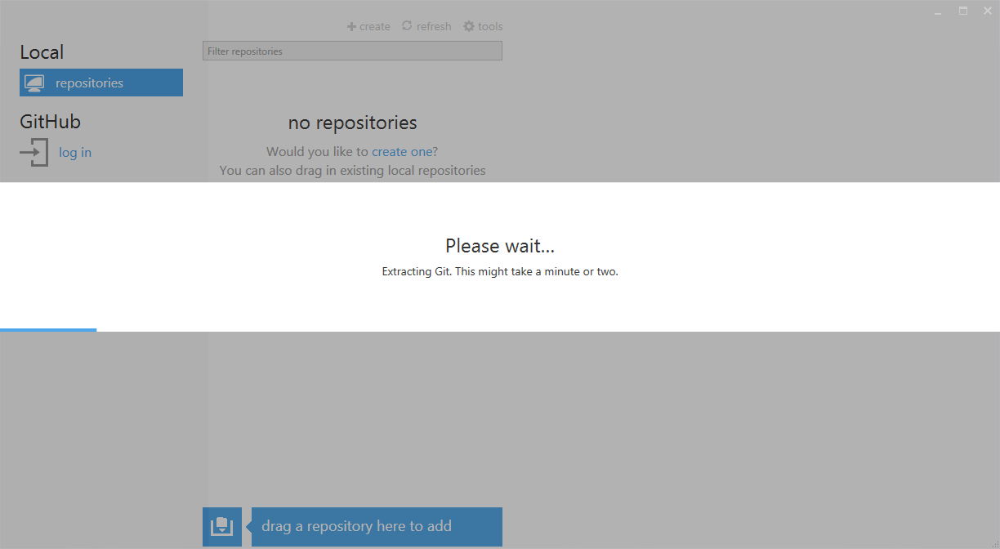 create refresh tools
Local
Filter repositories
repositories
GitHub
no repositories
log in
Would you like to create one?
You can also drag in existing local repositories
Please wait...
Extracting Git. This might take a minute or two.
drag a repository here to add